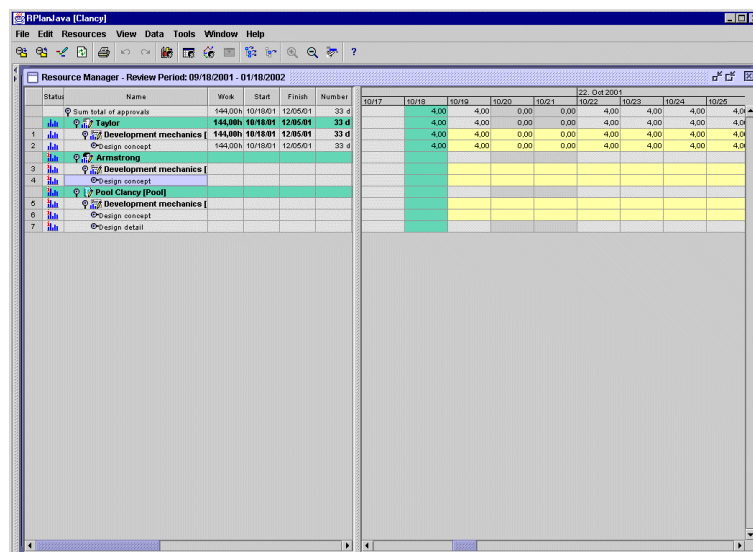 RPlanJava [Clancy]
File Edit Resources View Data Tools Window Help
Resource Manager - Review Period: 09/18/2001 - 01/18/2002
Status Name Work Start Finish Number
22. Oct 2001
10/17 10/18 10/19 10/20 10/21 10/22 10/23 10/24 10/25
Sum total of approvals 144,00h 10/18/01 12/05/01 33 d 4,00 4,00 0,00 0,00 4,00 4,00 4,00 4,0
Taylor 144,00h 10/18/01 12/05/01 33 d 4,00 4,00 0,00 0,00 4,00 4,00 4,00 4,0
1 Development mechanics [ 144,00h 10/18/01 12/05/01 33 d 4,00 4,00 0,00 0,00 4,00 4,00 4,00 4,0
2 Design concept 144,00h 10/18/01 12/05/01 33 d 4,00 4,00 0,00 0,00 4,00 4,00 4,00 4,0
Armstrong
3 Development mechanics [
4 Design concept
Pool Clancy [Pool]
5 Development mechanics [
6 Design concept
7 Design detail